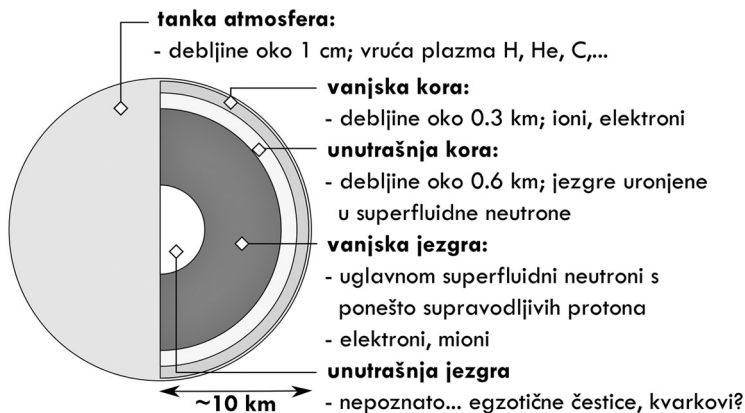 tanka atmosfera:
- debljine oko 1 cm; vruća plazma H, He, C,...
vanjska kora:
- debljine oko 0.3 km; ioni, elektroni
unutrašnja kora:
- debljine oko 0.6 km; jezgre uronjene
u superfluidne neutrone
vanjska jezgra:
- uglavnom superfluidni neutroni s
ponešto supravodljivih protona
- elektroni, mioni
unutrašnja jezgra
- nepoznato... egzotične čestice, kvarkovi?
~10 km